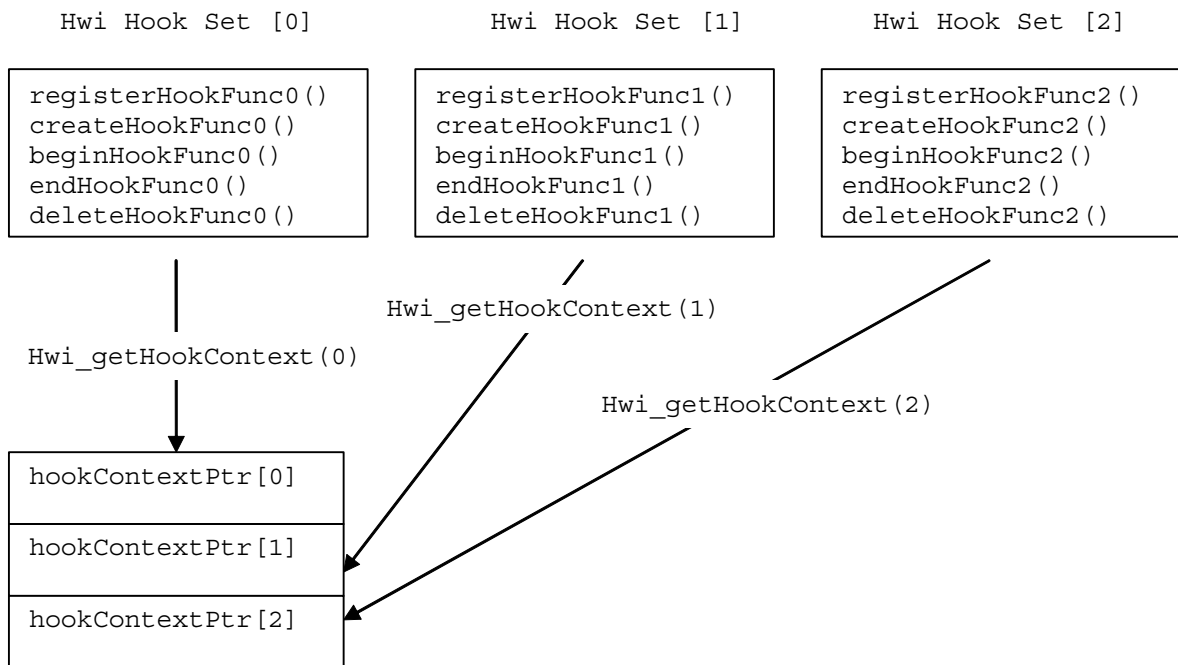 Hwi Hook Set [0]
Hwi Hook Set [1]
Hwi Hook Set [2]
registerHookFunc0()
createHookFunc0()
beginHookFunc0()
endHookFunc0()
deleteHookFunc0()
registerHookFunc1()
createHookFunc1()
beginHookFunc1()
endHookFunc1()
deleteHookFunc1()
registerHookFunc2()
createHookFunc2()
beginHookFunc2()
endHookFunc2()
deleteHookFunc2()
Hwi_getHookContext(1)
Hwi_getHookContext(0)
Hwi_getHookContext(2)
hookContextPtr[0]
hookContextPtr[1]
hookContextPtr[2]